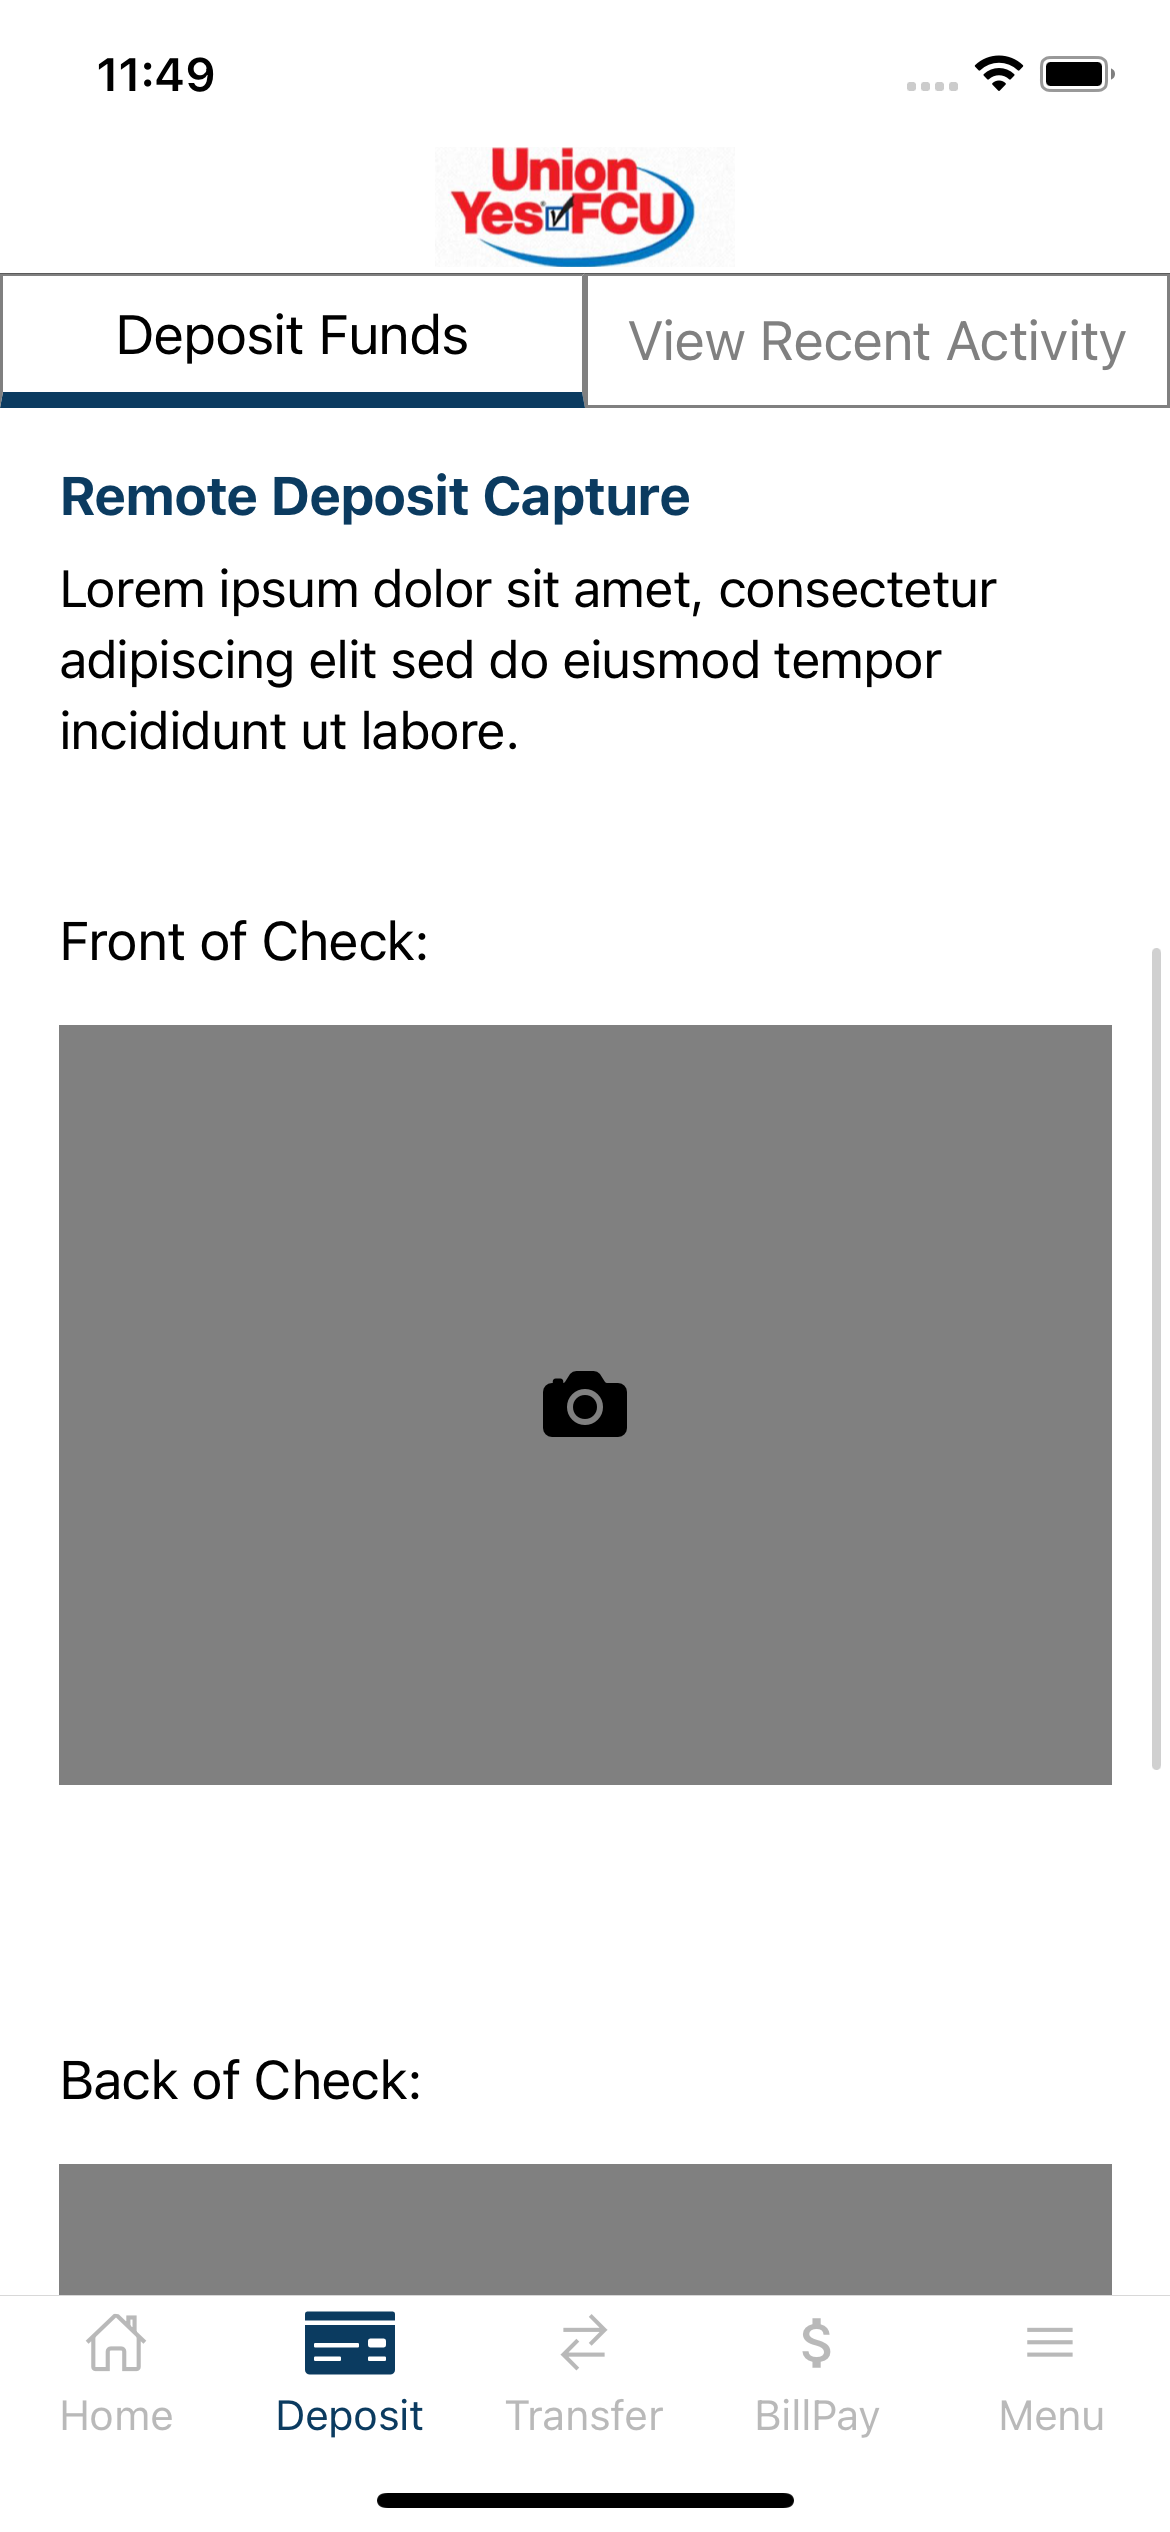 11:49
Union
Yes FCU
Deposit Funds
View Recent Activity
Remote Deposit Capture
Lorem ipsum dolor sit amet, consectetur
adipiscing elit sed do eiusmod tempor
incididunt ut labore.
Front of Check:
Back of Check:
Home
Deposit
Transfer
BillPay
Menu